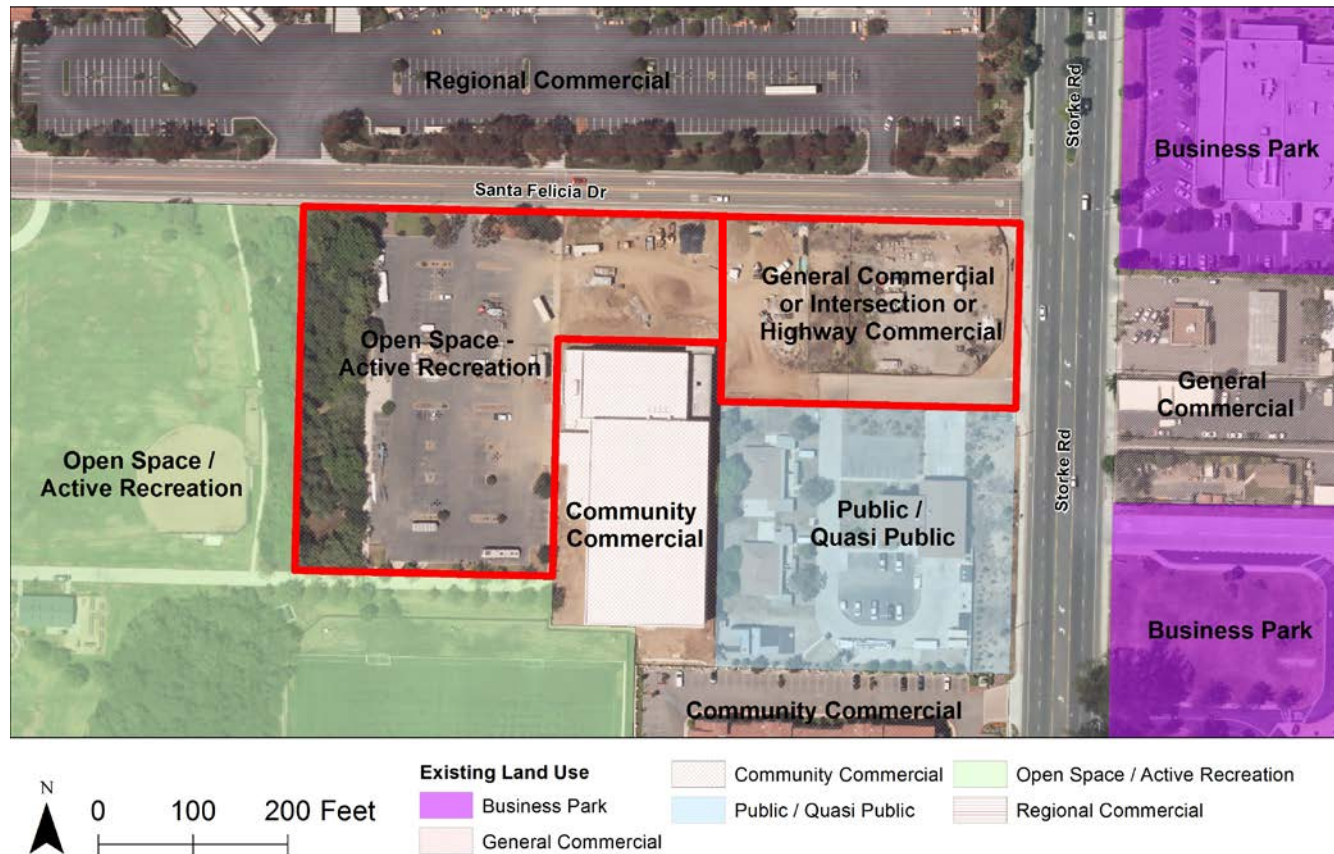 Regional Commercial
Storke Rd
Business Park
Santa Felicia Dr
General Commercial
or Intersection or
Highway Commercial
Open Space -
Active Recreation
General
Commercial
Open Space /
Active Recreation
Community
Commercial
Public /
Quasi Public
Storke Rd
Business Park
Community Commercial
N
0 100 200 Feet
Existing Land Use
Business Park
General Commercial
Community Commercial
Public / Quasi Public
Open Space / Active Recreation
Regional Commercial